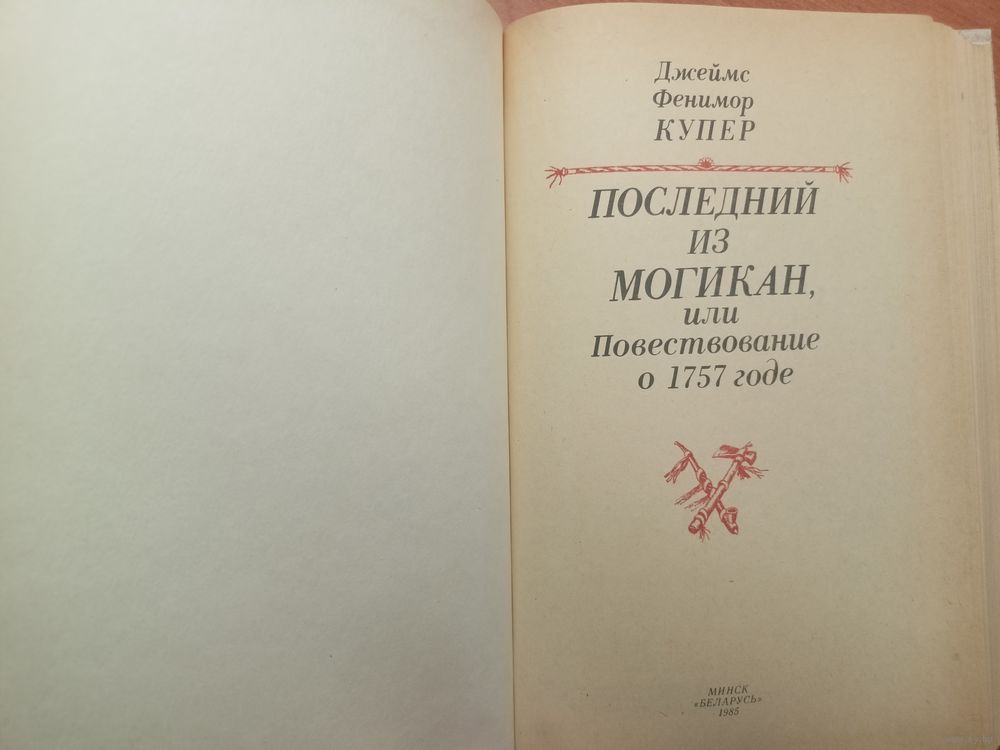 Джеймс
Фенимор
КУПЕР
ПОСЛЕДНИЙ
ИЗ
МОГИКАН,
или
Повествование
о 1757 годе
МИНСК
«БЕЛАРУСЬ»
1985